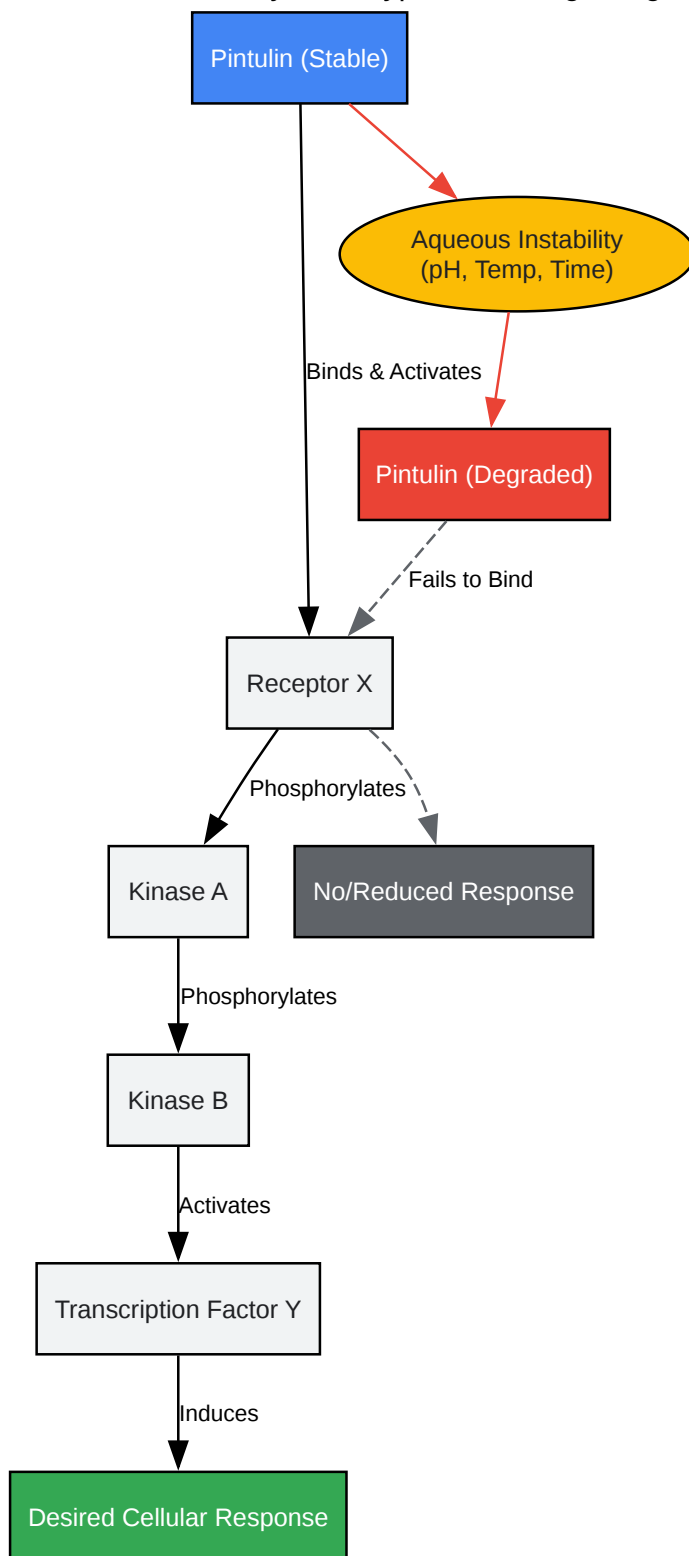 Pintulin (Stable)
Aqueous Instability
(pH, Temp, Time)
Binds & Activates
Pintulin (Degraded)
Fails to Bind
Receptor X
Phosphorylates
Kinase A
No/Reduced Response
Phosphorylates
Kinase B
Activates
Transcription Factor Y
Induces
Desired Cellular Response